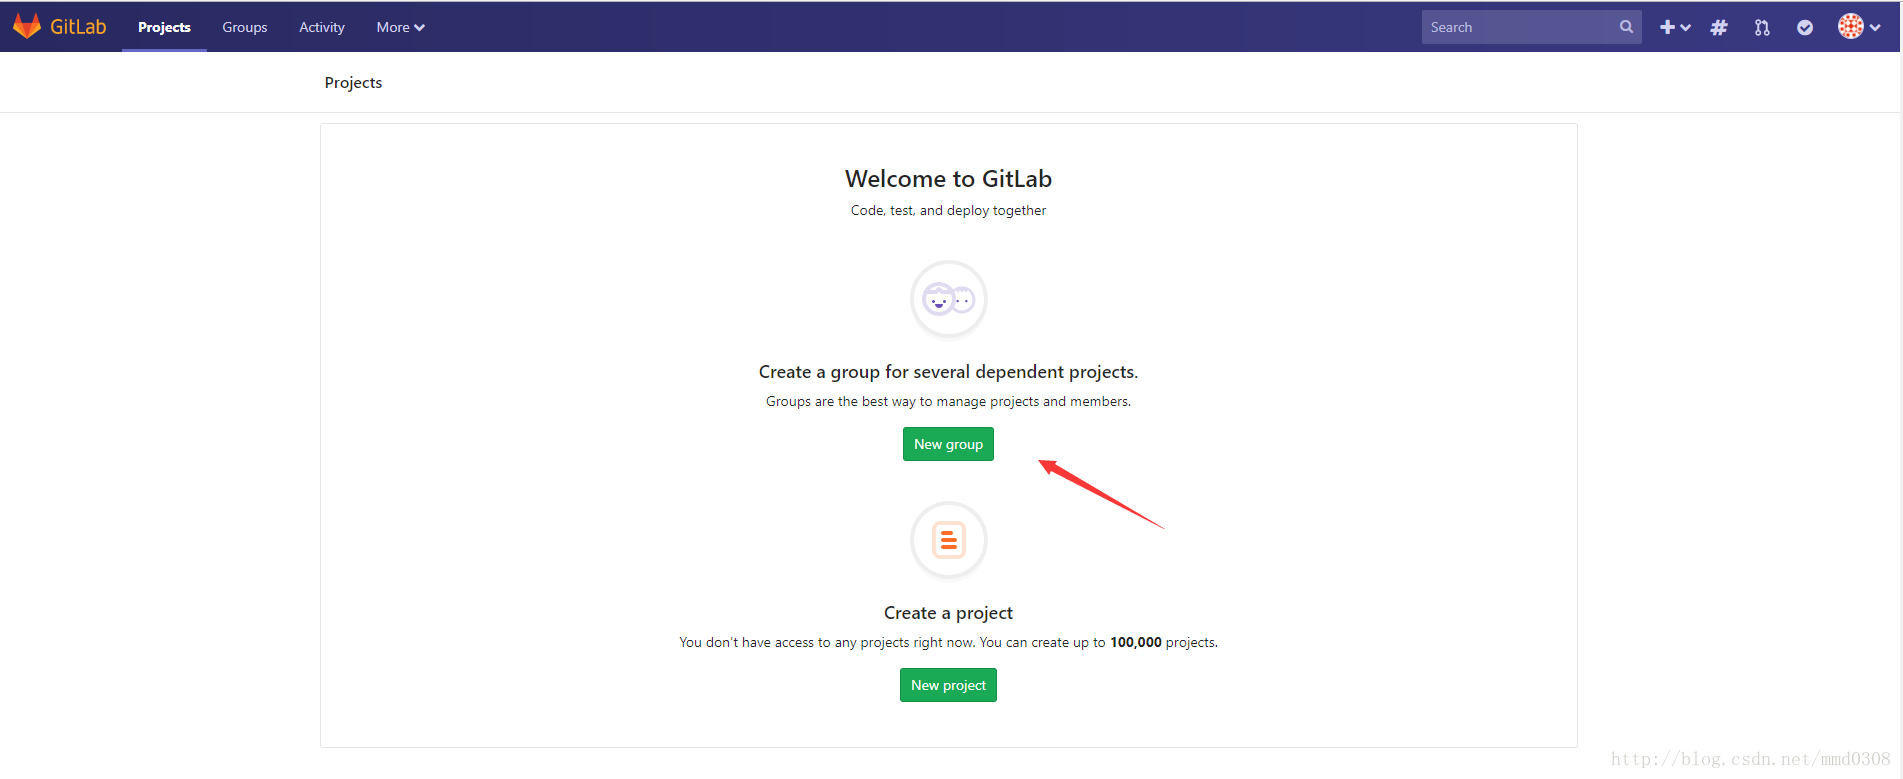 GitLab Projects Groups Activity More Search
Projects
Welcome to GitLab
Code, test, and deploy together
Create a group for several dependent projects.
Groups are the best way to manage projects and members.
New group
Create a project
You don't have access to any projects right now. You can create up to 100,000 projects.
New project
http://blog.csdn.net/mmd0308